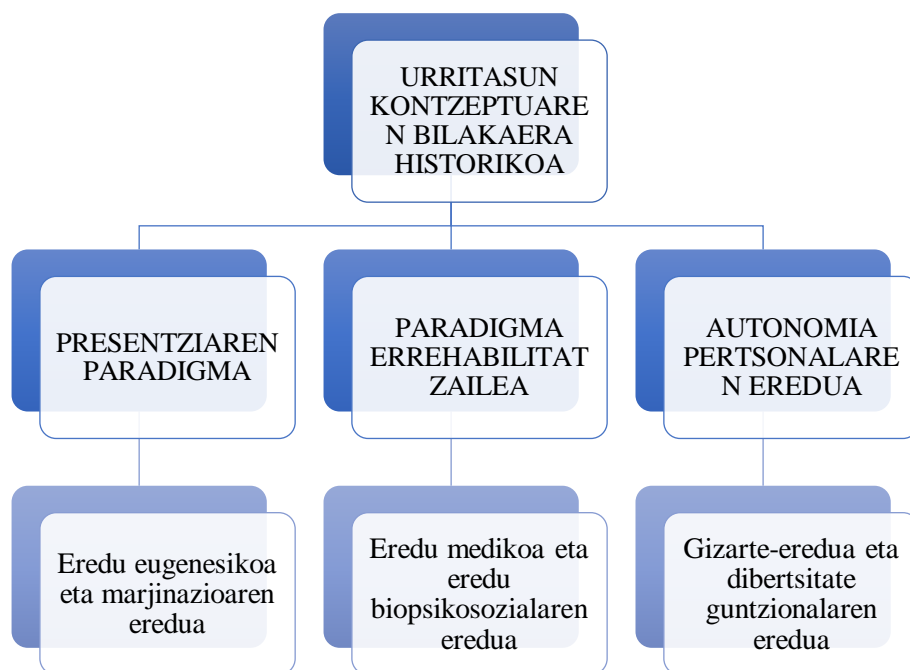 URRITASUN
KONTZEPTUARE
N BILAKAERA
HISTORIKOA
PRESENTZIAREN
PARADIGMA
PARADIGMA
ERREHABILITAT
ZAILEA
AUTONOMIA
PERTSONALARE
N EREDUA
Eredu eugenesikoa
eta marjinazioaren
eredua
Eredu medikoa eta
eredu
biopsikosozialaren
eredua
Gizarte-eredua eta
dibertsitate
guntzionalaren
eredua